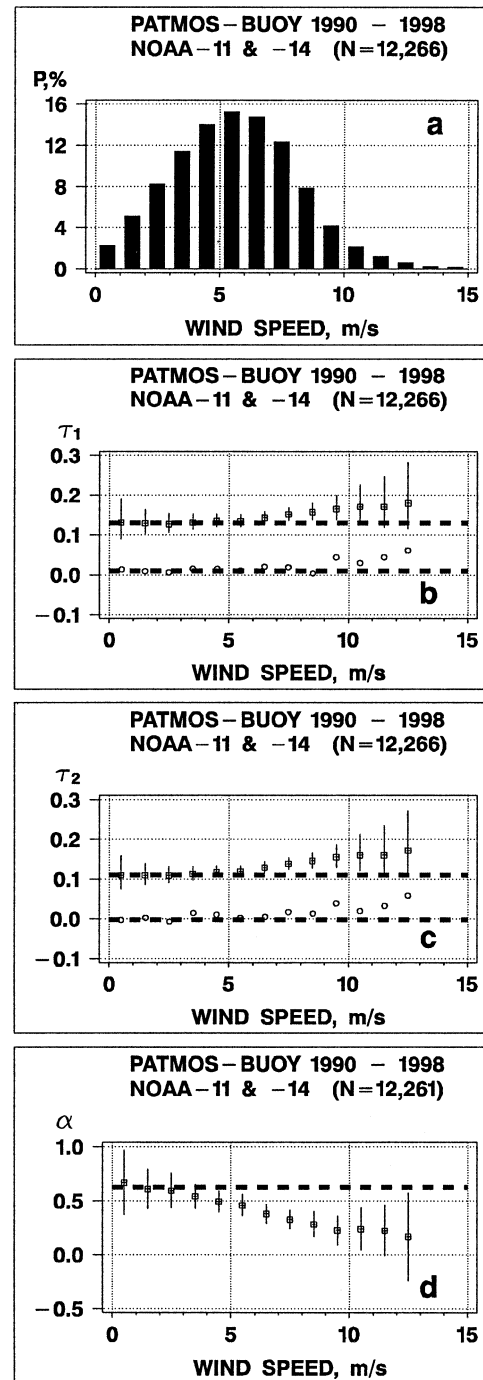 PATMOS-BUOY 1990 - 1998
NOAA-11 & -14 (N=12,266)
P,%
16
12
8
4
0
a
0 5 10 15
WIND SPEED, m/s
PATMOS-BUOY 1990 - 1998
NOAA-11 & -14 (N=12,266)
τ1
0.3
0.2
0.1
0.0
-0.1
b
0 5 10 15
WIND SPEED, m/s
PATMOS-BUOY 1990 - 1998
NOAA-11 & -14 (N=12,266)
τ2
0.3
0.2
0.1
0.0
-0.1
c
0 5 10 15
WIND SPEED, m/s
PATMOS-BUOY 1990 - 1998
NOAA-11 & -14 (N=12,261)
α
1.0
0.5
0.0
-0.5
d
0 5 10 15
WIND SPEED, m/s